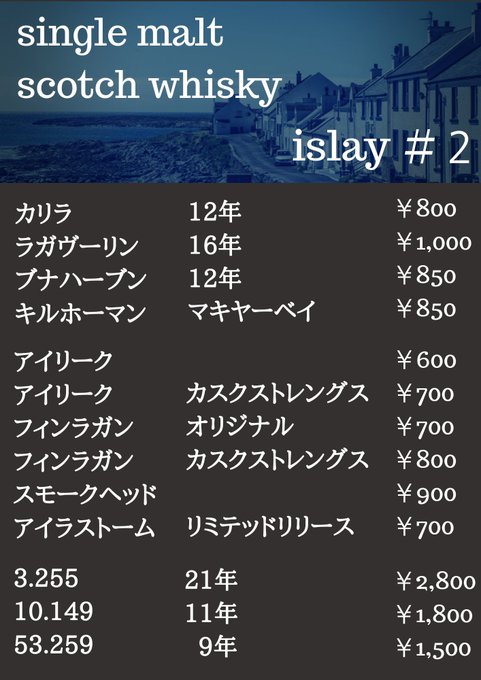 single malt
scotch whisky
islay # 2
カリラ 12年 ￥800
ラガヴーリン 16年 ￥1,000
ブナハーブン 12年 ￥850
キルホーマン マキヤーベイ ￥850
アイリーク ￥600
アイリーク カスクストレングス ￥700
フィンラガン オリジナル ￥700
フィンラガン カスクストレングス ￥800
スモークヘッド ￥900
アイラストーム リミテッドリリース ￥700
3.255 21年 ￥2,800
10.149 11年 ￥1,800
53.259 9年 ￥1,500